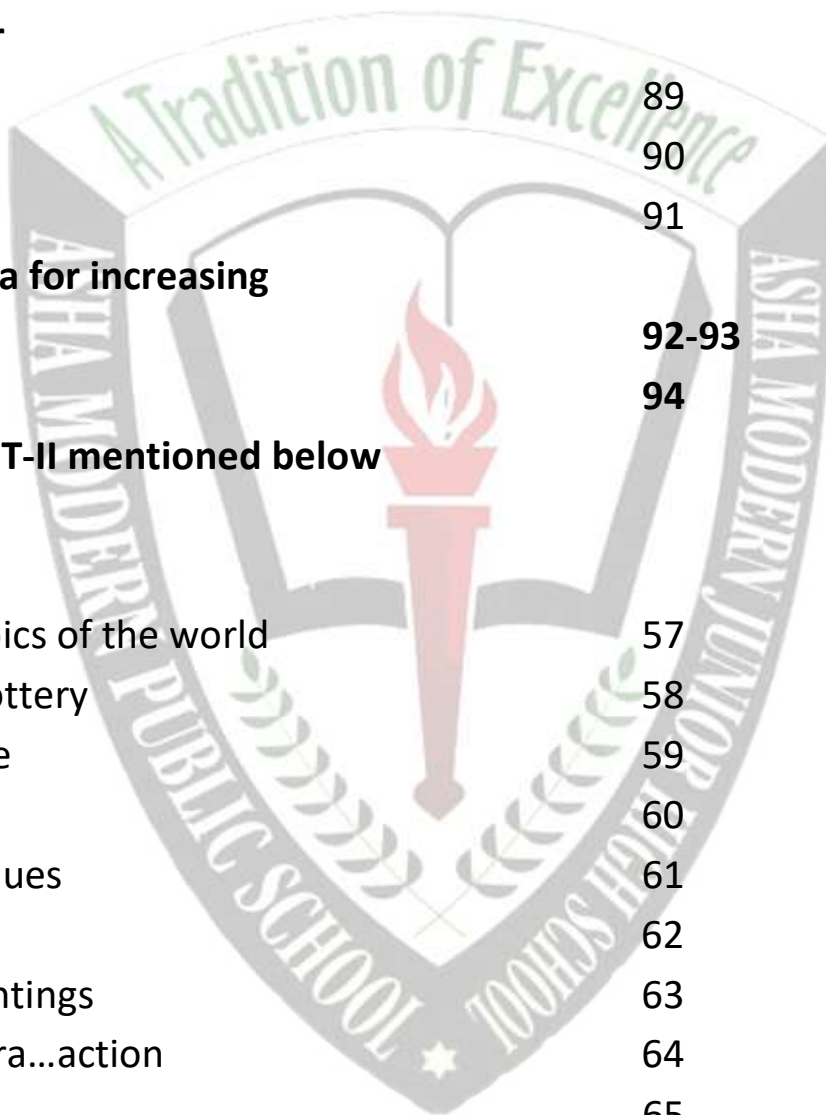 A Tradition of Excellence
89
90
91
a for increasing
92-93
94
T-II mentioned below
pics of the world 57
ottery 58
e 59
60
ues 61
62
ntings 63
ra...action 64
65
ASHA MODERN PUBLIC SCHOOL
ASHA MODERN JUNIOR HIGH SCHOOL